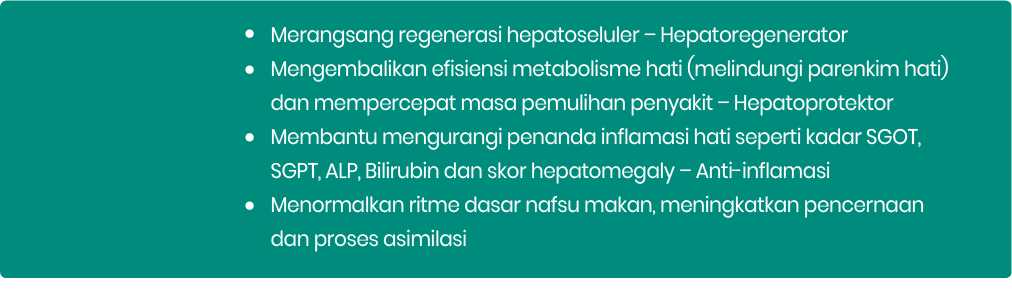 • Merangsang regenerasi hepatoseluler – Hepatoregenerator
• Mengembalikan efisiensi metabolisme hati (melindungi parenkim hati)
dan mempercepat masa pemulihan penyakit – Hepatoprotektor
• Membantu mengurangi penanda inflamasi hati seperti kadar SGOT,
SGPT, ALP, Bilirubin dan skor hepatomegaly – Anti-inflamasi
• Menormalkan ritme dasar nafsu makan, meningkatkan pencernaan
dan proses asimilasi